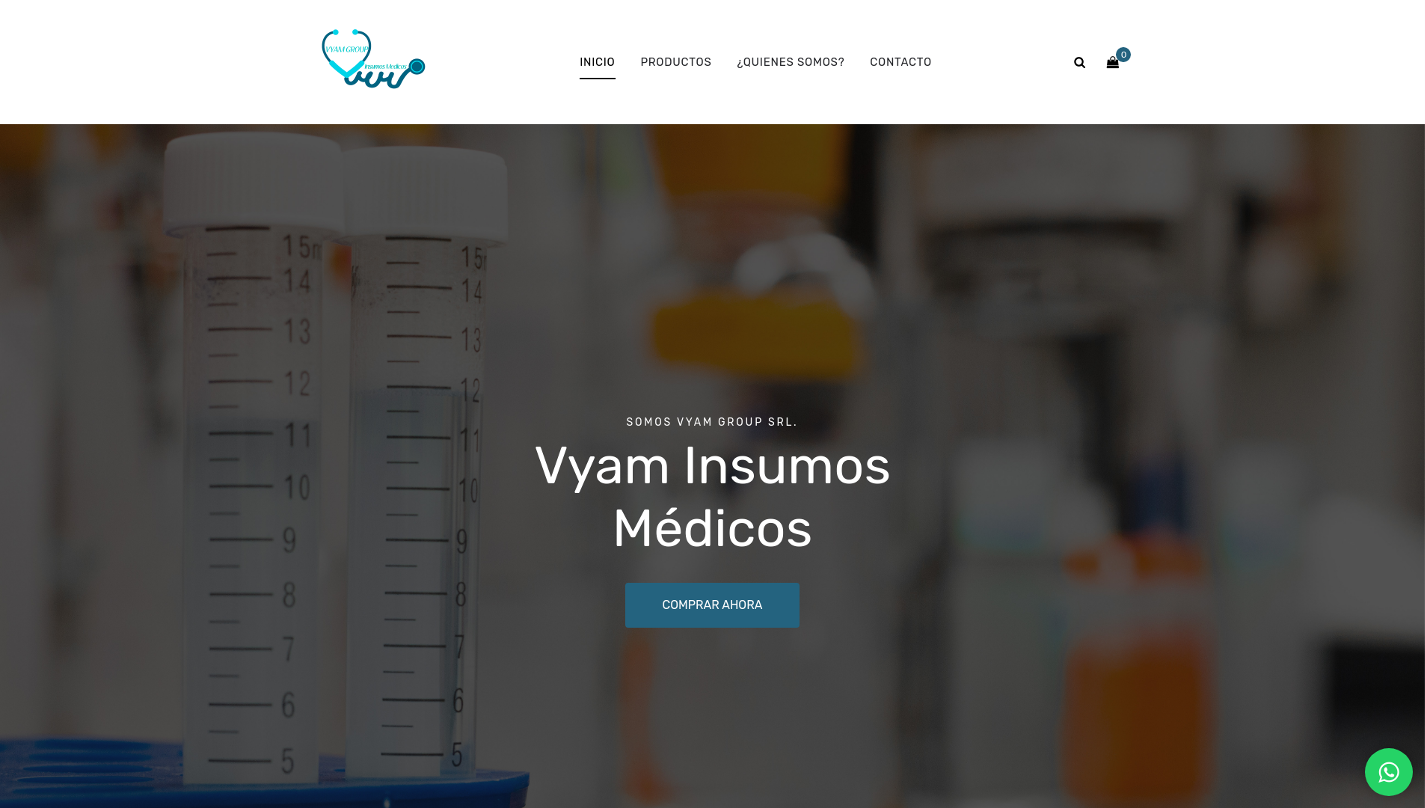 VYAM GROUP
Insumos Médicos
INICIO
PRODUCTOS
¿QUIENES SOMOS?
CONTACTO
0
15m
14
13
12
11
10
9
8
7
6
5
15
14
13
12
11
10
9
8
7
6
5
SOMOS VYAM GROUP SRL.
Vyam Insumos
Médicos
COMPRAR AHORA